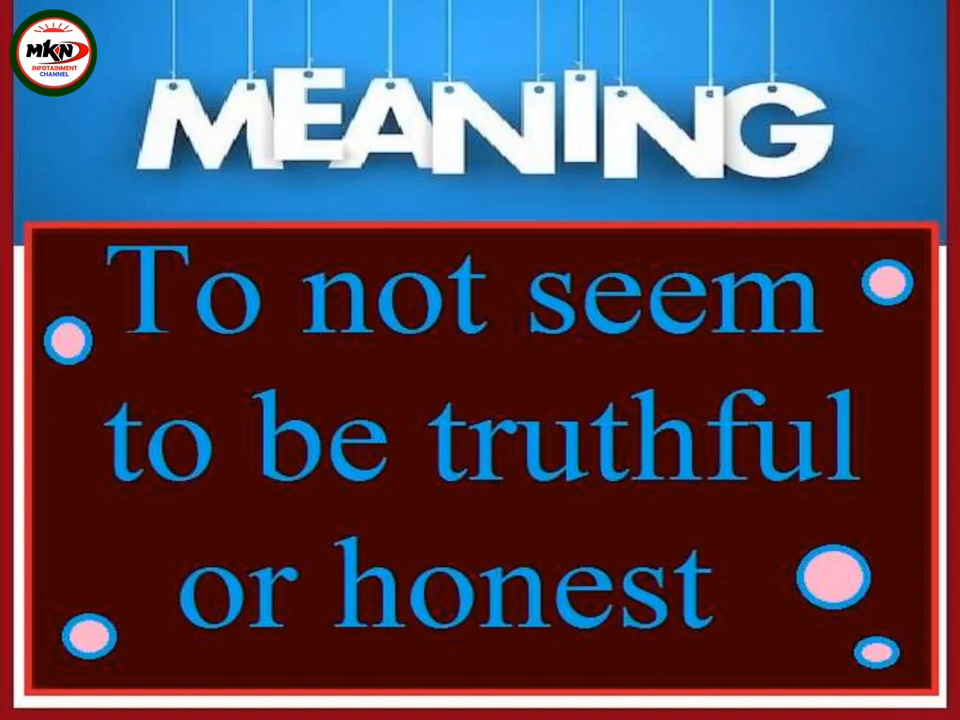 MKN
INFOTAINMENT
CHANNEL
MEANING
To not seem
to be truthful
or honest